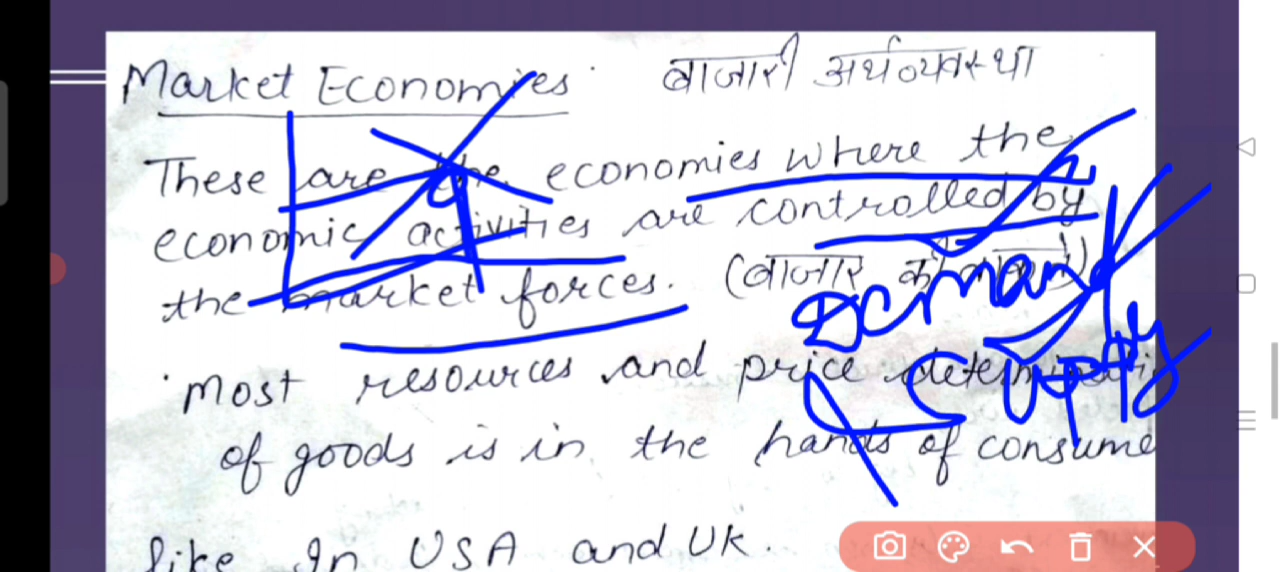 Market Economies बाजारी अर्थव्यवस्था
These are the economies where the
economic activities are controlled by
the market forces. (बाजार
Demand
& Supply
· Most resources and price
of goods is in the hands of consume
like In USA and UK.